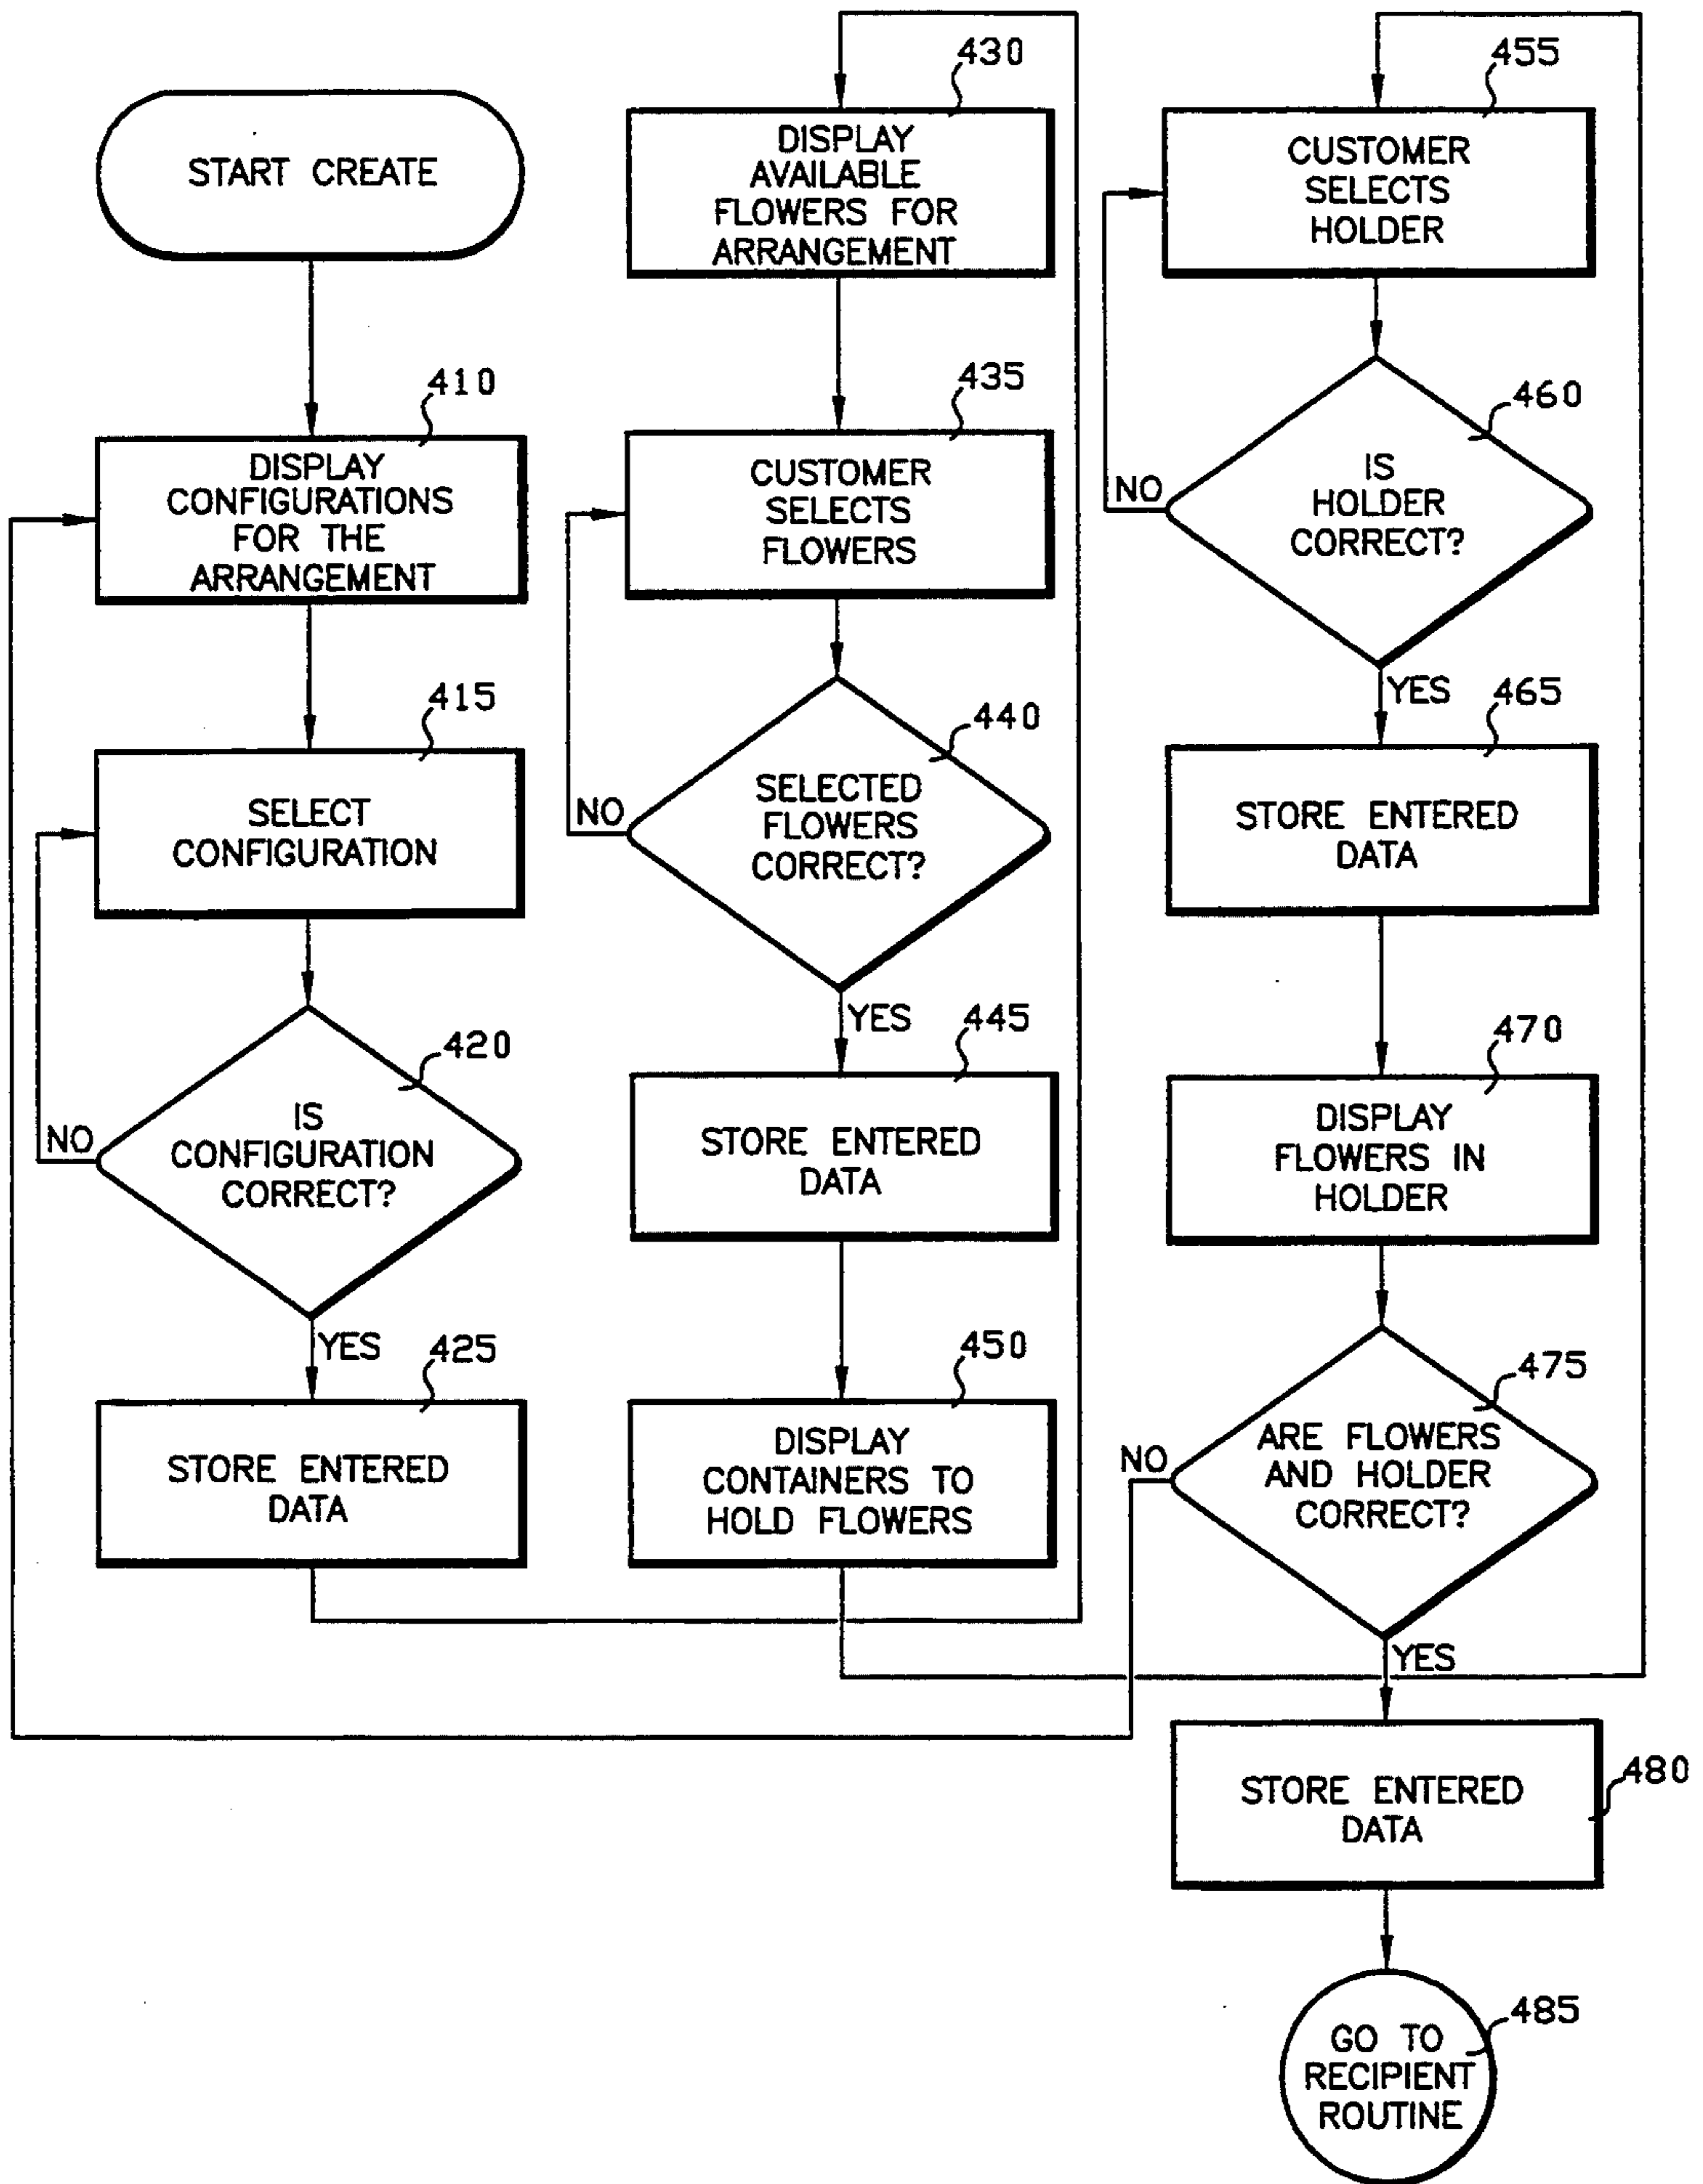 START CREATE
410
DISPLAY
CONFIGURATIONS
FOR THE
ARRANGEMENT
415
SELECT
CONFIGURATION
420
IS
CONFIGURATION
CORRECT?
NO
YES
425
STORE ENTERED
DATA
430
DISPLAY
AVAILABLE
FLOWERS FOR
ARRANGEMENT
435
CUSTOMER
SELECTS
FLOWERS
440
SELECTED
FLOWERS
CORRECT?
NO
YES
445
STORE ENTERED
DATA
450
DISPLAY
CONTAINERS TO
HOLD FLOWERS
455
CUSTOMER
SELECTS
HOLDER
460
IS
HOLDER
CORRECT?
NO
YES
465
STORE ENTERED
DATA
470
DISPLAY
FLOWERS IN
HOLDER
475
ARE FLOWERS
AND HOLDER
CORRECT?
NO
YES
480
STORE ENTERED
DATA
485
GO TO
RECIPIENT
ROUTINE